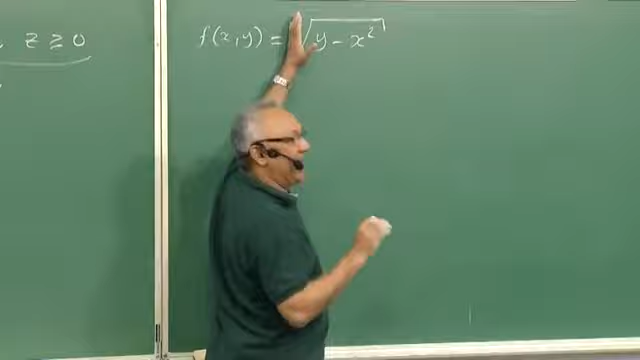 , z ≥ 0
f(x,y) = √(y - x²)